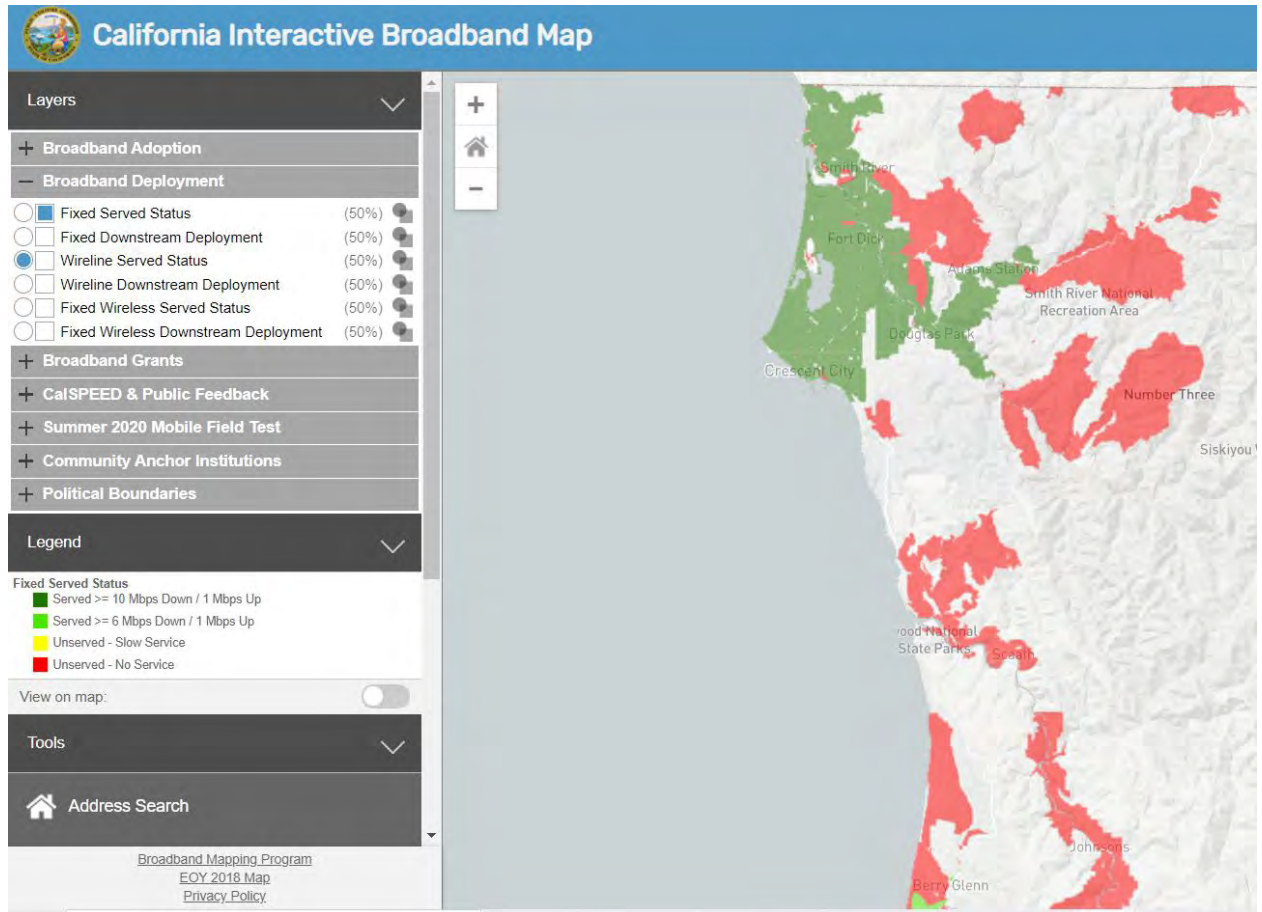 California Interactive Broadband Map
Layers
+ Broadband Adoption
– Broadband Deployment
Fixed Served Status (50%)
Fixed Downstream Deployment (50%)
Wireline Served Status (50%)
Wireline Downstream Deployment (50%)
Fixed Wireless Served Status (50%)
Fixed Wireless Downstream Deployment (50%)
+ Broadband Grants
+ CalSPEED & Public Feedback
+ Summer 2020 Mobile Field Test
+ Community Anchor Institutions
+ Political Boundaries
Legend
Fixed Served Status
Served >= 10 Mbps Down / 1 Mbps Up
Served >= 6 Mbps Down / 1 Mbps Up
Unserved - Slow Service
Unserved - No Service
View on map:
Tools
Address Search
Broadband Mapping Program
EOY 2018 Map
Privacy Policy
+
–
Smith River
Fort Dick
Adams Station
Smith River National
Recreation Area
Douglas Park
Crescent City
Number Three
Siskiyou
ood National
State Parks
Johnsons
Berry Glenn